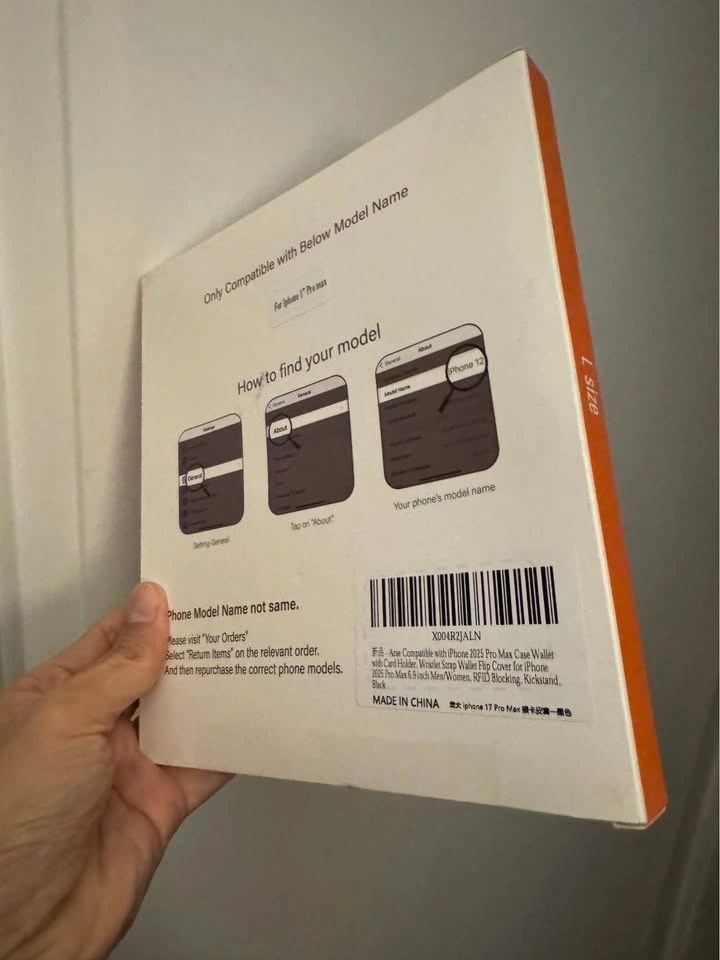 Only Compatible with Below Model Name
For Iphone 17 Pro max
How to find your model
General
About
General
About
Model Name
iPhone 12
Setting-General
Tap on "About"
Your phone's model name
L size
Phone Model Name not same.
Please visit "Your Orders"
Select "Return Items" on the relevant order.
And then repurchase the correct phone models.
X004R2JALN
新品 - Arae Compatible with iPhone 2025 Pro Max Case Wallet
with Card Holder, Wristlet Strap Wallet Flip Cover for iPhone
2025 Pro Max 6.9 inch Men/Women, RFID Blocking, Kickstand,
Black
MADE IN CHINA
iphone 17 Pro Max
黑色